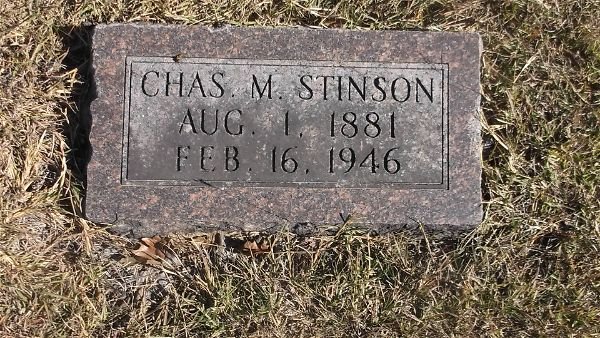 CHAS. M. STINSON
AUG. 1, 1881
FEB. 16, 1946